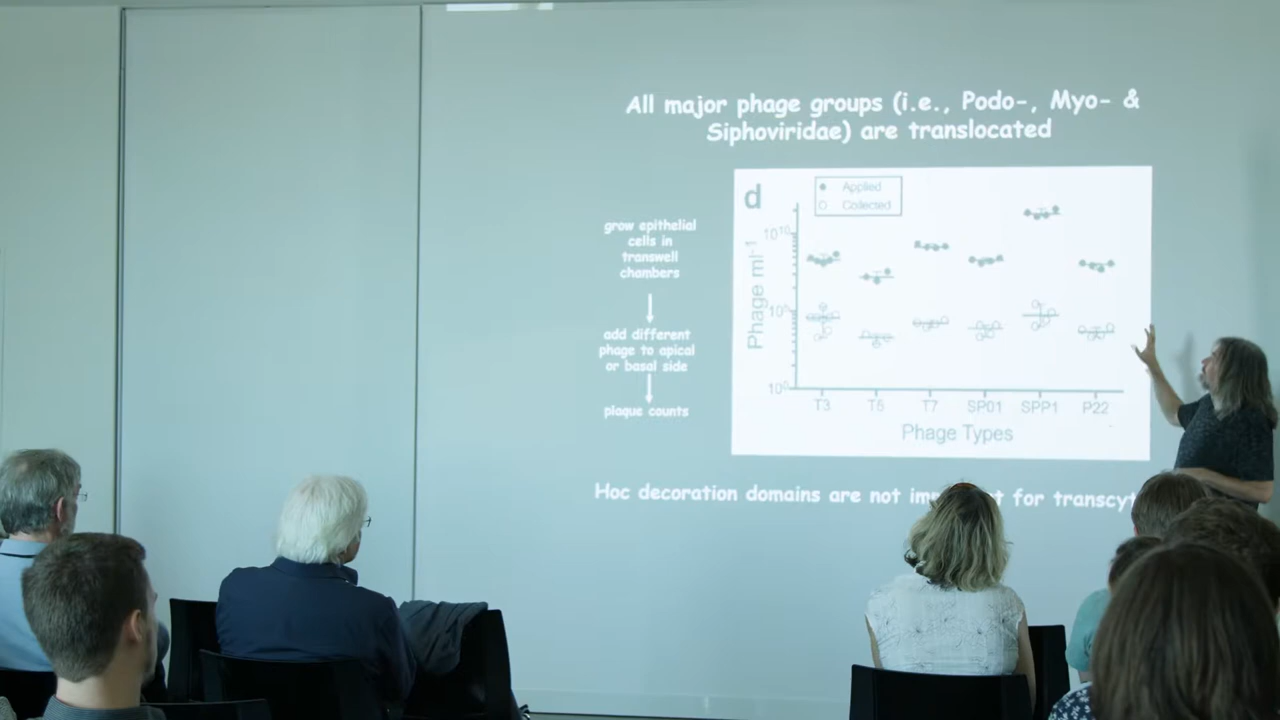 All major phage groups (i.e., Podo-, Myo- &
Siphoviridae) are translocated
grow epithelial
cells in
transwell
chambers
add different
phage to apical
or basal side
plaque counts
d
Applied
Collected
Phage ml-1
10¹⁰
10⁵
10⁰
T3 T5 T7 SP01 SPP1 P22
Phage Types
Hoc decoration domains are not for